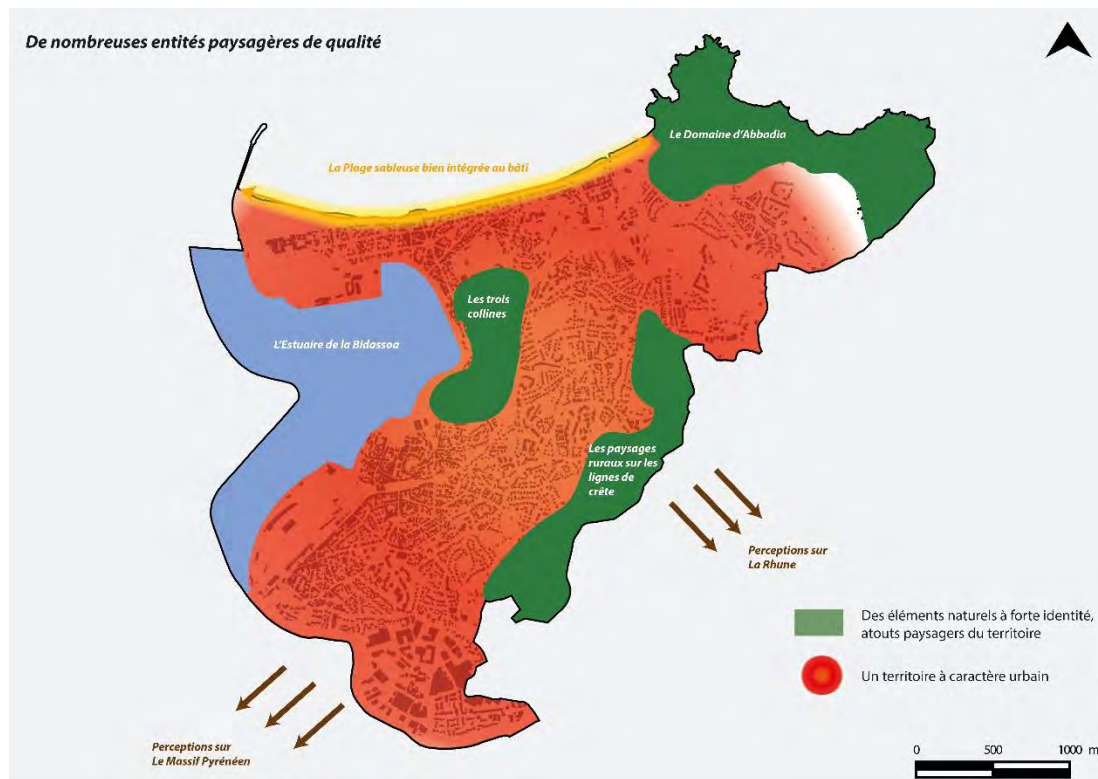 De nombreuses entités paysagères de qualité
Le Domaine d'Abbadia
La Plage sableuse bien intégrée au bâti
Les trois
collines
L'Estuaire de la Bidassoa
Les paysages
ruraux sur les
lignes de
crête
Perceptions sur
La Rhune
Des éléments naturels à forte identité,
atouts paysagers du territoire
Un territoire à caractère urbain
Perceptions sur
Le Massif Pyrénéen
0 500 1000 m